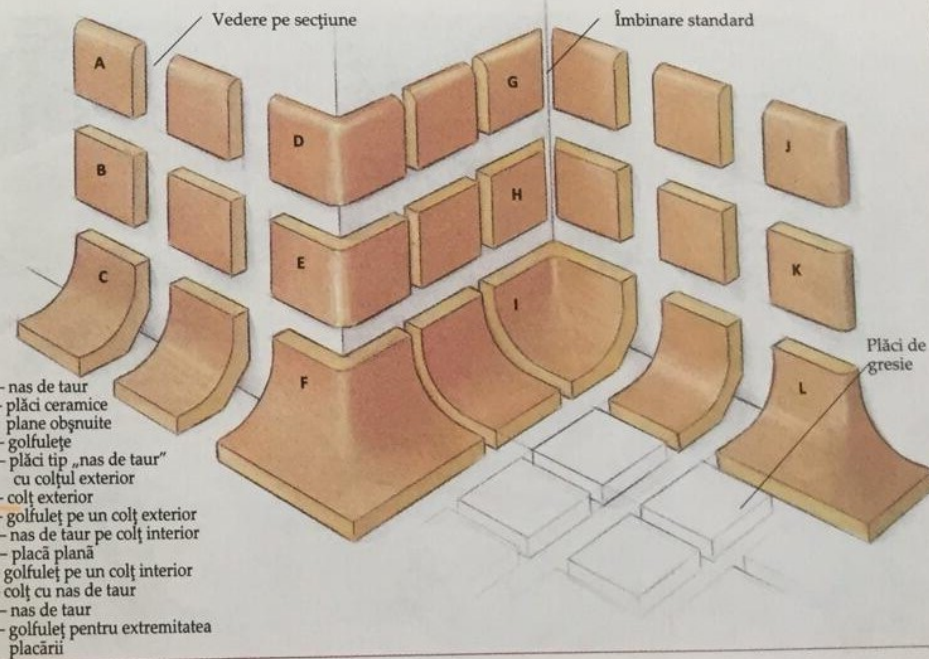 Vedere pe secțiune
Îmbinare standard
A
B
C
D
E
F
G
H
I
J
K
L
Plăci de
gresie
– nas de taur
– plăci ceramice
plane obșnuite
– golfulețe
– plăci tip „nas de taur”
cu colțul exterior
– colț exterior
– golfuleț pe un colț exterior
– nas de taur pe colț interior
– placă plană
golfuleț pe un colț interior
colț cu nas de taur
– nas de taur
– golfuleț pentru extremitatea
placării